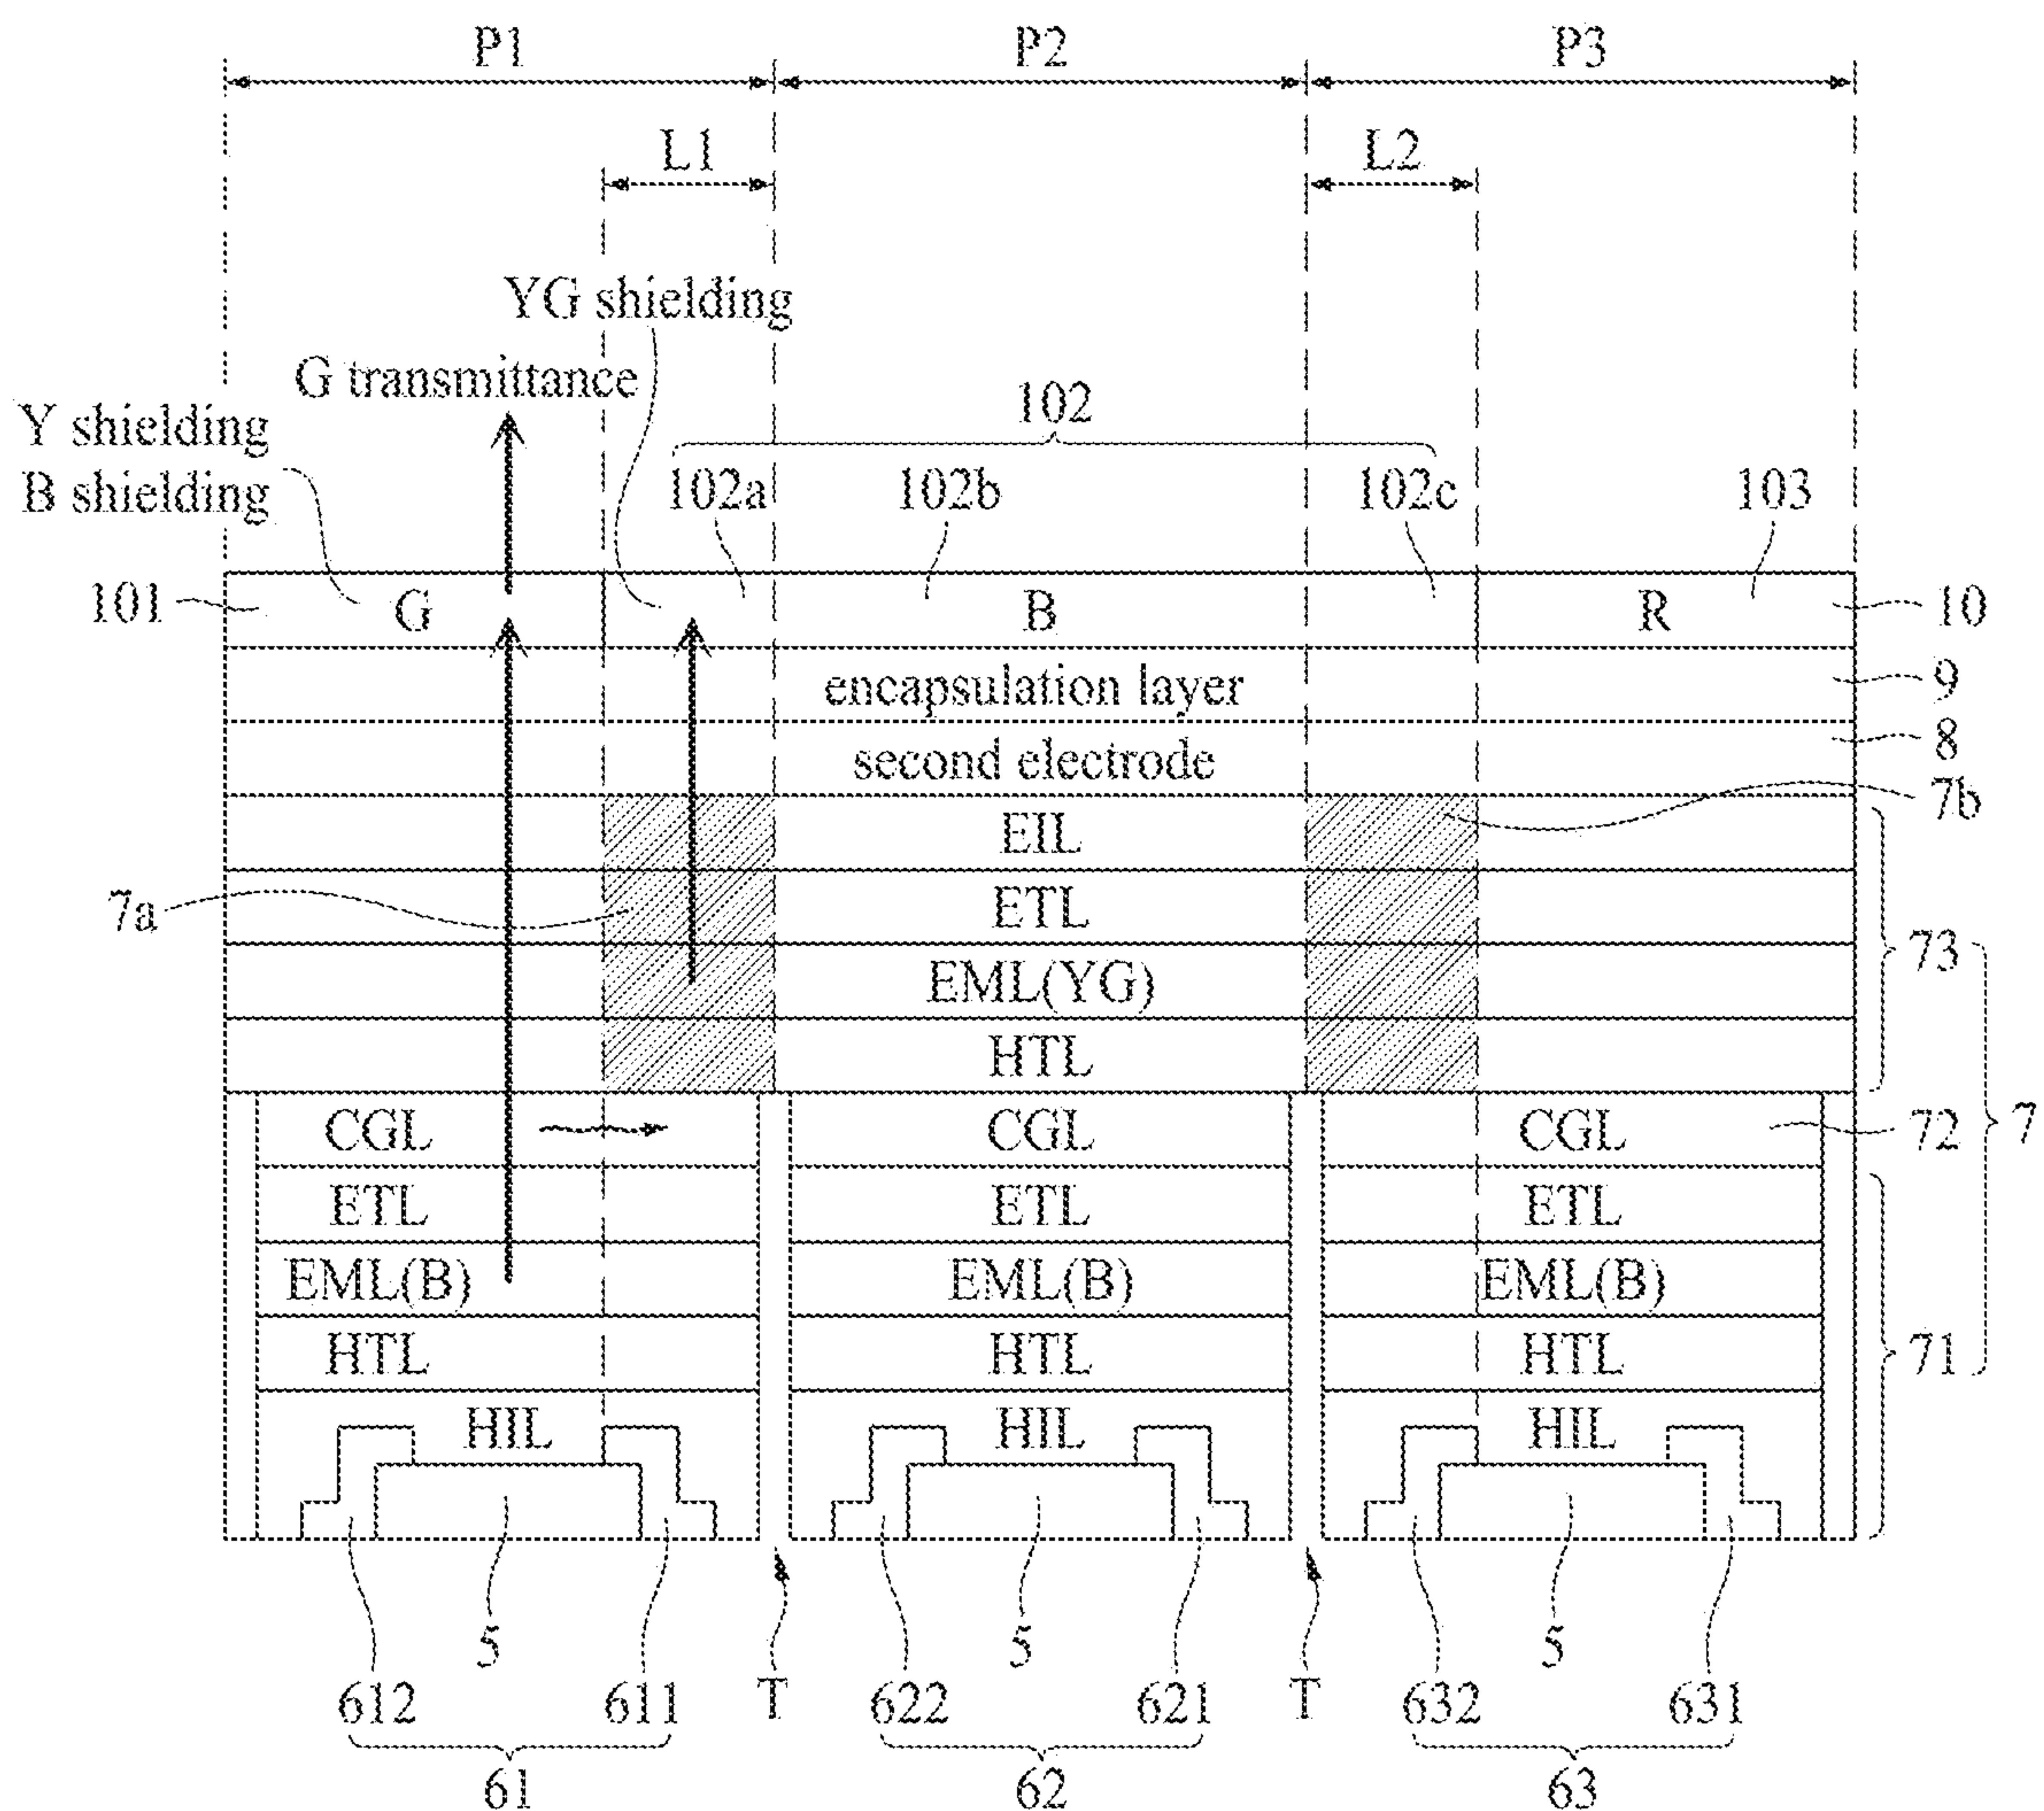 P1 P2 P3
L1 L2
YG shielding
G transmittance
102
Y shielding
B shielding
102a 102b 102c 103
101 G B R 10
encapsulation layer 9
second electrode 8
7b
EIL
7a ETL
73
EML(YG)
HTL
CGL CGL CGL 72 7
ETL ETL ETL
EML(B) EML(B) EML(B)
HTL HTL HTL 71
HIL HIL HIL
5 5 5
612 611 T 622 621 T 632 631
61 62 63